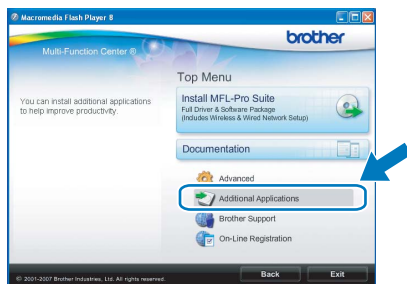 Macromedia Flash Player 8
brother
Multi-Function Center ®
Top Menu
You can install additional applications
to help improve productivity.
Install MFL-Pro Suite
Full Driver & Software Package
(Includes Wireless & Wired Network Setup)
Documentation
Advanced
Additional Applications
Brother Support
On-Line Registration
© 2001-2007 Brother Industries, Ltd. All rights reserved.
Back
Exit